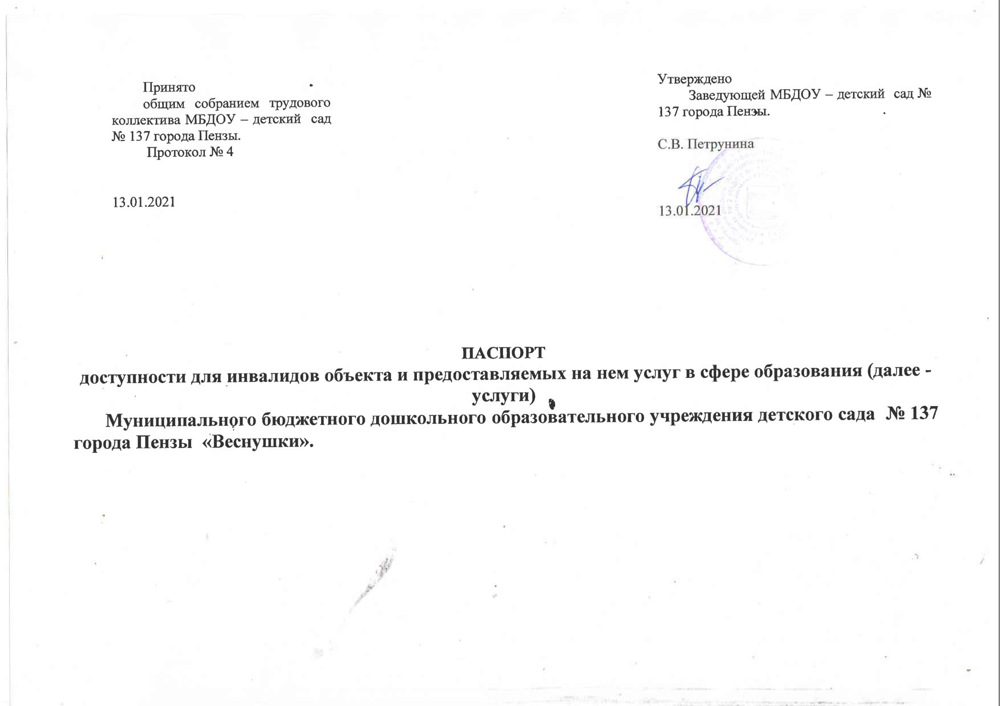 Принято
общим собранием трудового
коллектива МБДОУ – детский сад
№ 137 города Пензы.
Протокол № 4
13.01.2021
Утверждено
Заведующей МБДОУ – детский сад №
137 города Пензы.
С.В. Петрунина
13.01.2021
ПАСПОРТ
доступности для инвалидов объекта и предоставляемых на нем услуг в сфере образования (далее -
услуги)
Муниципального бюджетного дошкольного образовательного учреждения детского сада № 137
города Пензы «Веснушки».